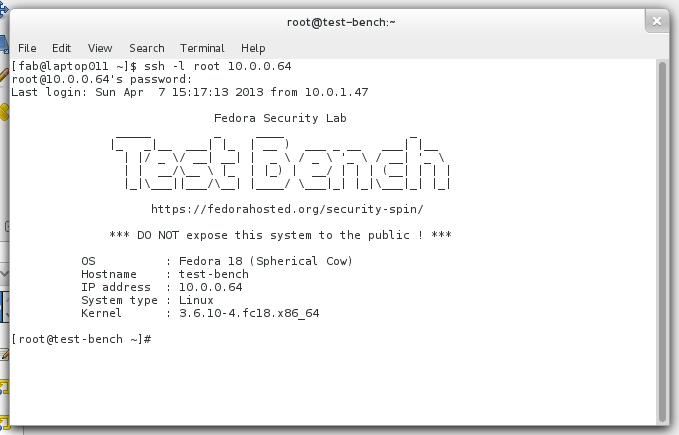 root@test-bench:~
File Edit View Search Terminal Help
[fab@laptop011 ~]$ ssh -l root 10.0.0.64
root@10.0.0.64's password:
Last login: Sun Apr  7 15:17:13 2013 from 10.0.1.47
Fedora Security Lab
Test Bench
https://fedorahosted.org/security-spin/
*** DO NOT expose this system to the public ! ***
OS          : Fedora 18 (Spherical Cow)
Hostname    : test-bench
IP address  : 10.0.0.64
System type : Linux
Kernel      : 3.6.10-4.fc18.x86_64
[root@test-bench ~]#